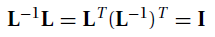 L⁻¹L = Lᵀ(L⁻¹)ᵀ = I